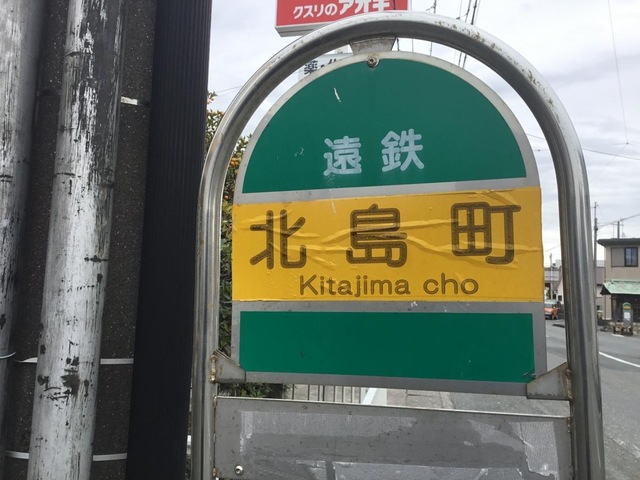 クスリのアオキ
遠鉄
北島町
Kitajima cho